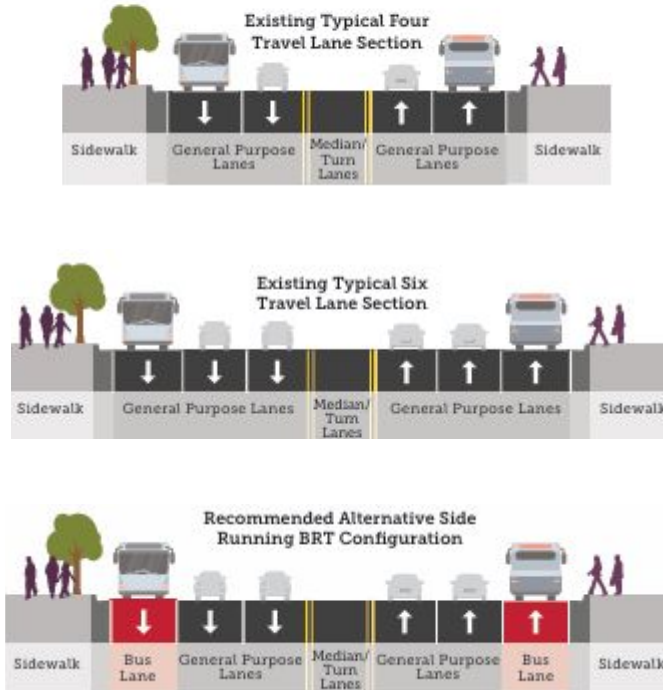 Existing Typical Four
Travel Lane Section
Sidewalk
General Purpose
Lanes
Median/
Turn
Lanes
General Purpose
Lanes
Sidewalk
Existing Typical Six
Travel Lane Section
Sidewalk
General Purpose Lanes
Median/
Turn
Lanes
General Purpose Lanes
Sidewalk
Recommended Alternative Side
Running BRT Configuration
Sidewalk
Bus
Lane
General Purpose
Lanes
Median/
Turn
Lanes
General Purpose
Lanes
Bus
Lane
Sidewalk